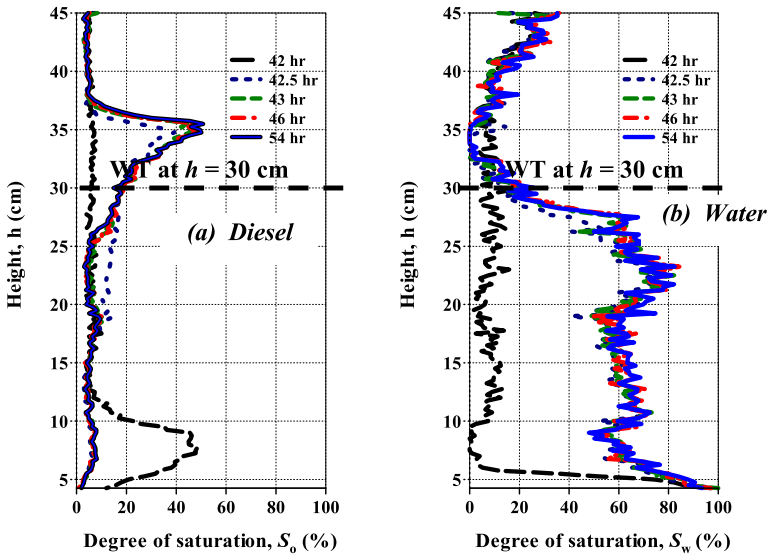 45
40
35
30
25
20
15
10
5
0 20 40 60 80 100
Height, h (cm)
Degree of saturation, So (%)
42 hr
42.5 hr
43 hr
46 hr
54 hr
WT at h = 30 cm
(a) Diesel
45
40
35
30
25
20
15
10
5
0 20 40 60 80 100
Height, h (cm)
Degree of saturation, Sw (%)
42 hr
42.5 hr
43 hr
46 hr
54 hr
WT at h = 30 cm
(b) Water